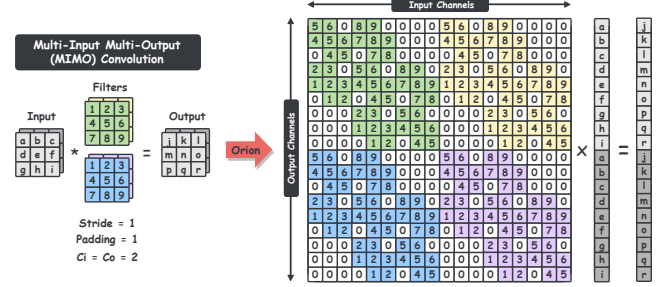 Input Channels
Multi-Input Multi-Output
(MIMO) Convolution
Filters
1 2 3
4 5 6
7 8 9
Input
a b c
d e f
g h i
*
1 2 3
4 5 6
7 8 9
=
Output
j k l
m n o
p q r
Stride = 1
Padding = 1
Ci = Co = 2
Orion
Output Channels
5 6 0 8 9 0 0 0 0 5 6 0 8 9 0 0 0 0
4 5 6 7 8 9 0 0 0 4 5 6 7 8 9 0 0 0
0 4 5 0 7 8 0 0 0 0 4 5 0 7 8 0 0 0
2 3 0 5 6 0 8 9 0 2 3 0 5 6 0 8 9 0
1 2 3 4 5 6 7 8 9 1 2 3 4 5 6 7 8 9
0 1 2 0 4 5 0 7 8 0 1 2 0 4 5 0 7 8
0 0 0 2 3 0 5 6 0 0 0 0 2 3 0 5 6 0
0 0 0 1 2 3 4 5 6 0 0 0 1 2 3 4 5 6
0 0 0 0 1 2 0 4 5 0 0 0 0 1 2 0 4 5
5 6 0 8 9 0 0 0 0 5 6 0 8 9 0 0 0 0
4 5 6 7 8 9 0 0 0 4 5 6 7 8 9 0 0 0
0 4 5 0 7 8 0 0 0 0 4 5 0 7 8 0 0 0
2 3 0 5 6 0 8 9 0 2 3 0 5 6 0 8 9 0
1 2 3 4 5 6 7 8 9 1 2 3 4 5 6 7 8 9
0 1 2 0 4 5 0 7 8 0 1 2 0 4 5 0 7 8
0 0 0 2 3 0 5 6 0 0 0 0 2 3 0 5 6 0
0 0 0 1 2 3 4 5 6 0 0 0 1 2 3 4 5 6
0 0 0 0 1 2 0 4 5 0 0 0 0 1 2 0 4 5
×
a
b
c
d
e
f
g
h
i
a
b
c
d
e
f
g
h
i
=
j
k
l
m
n
o
p
q
r
j
k
l
m
n
o
p
q
r